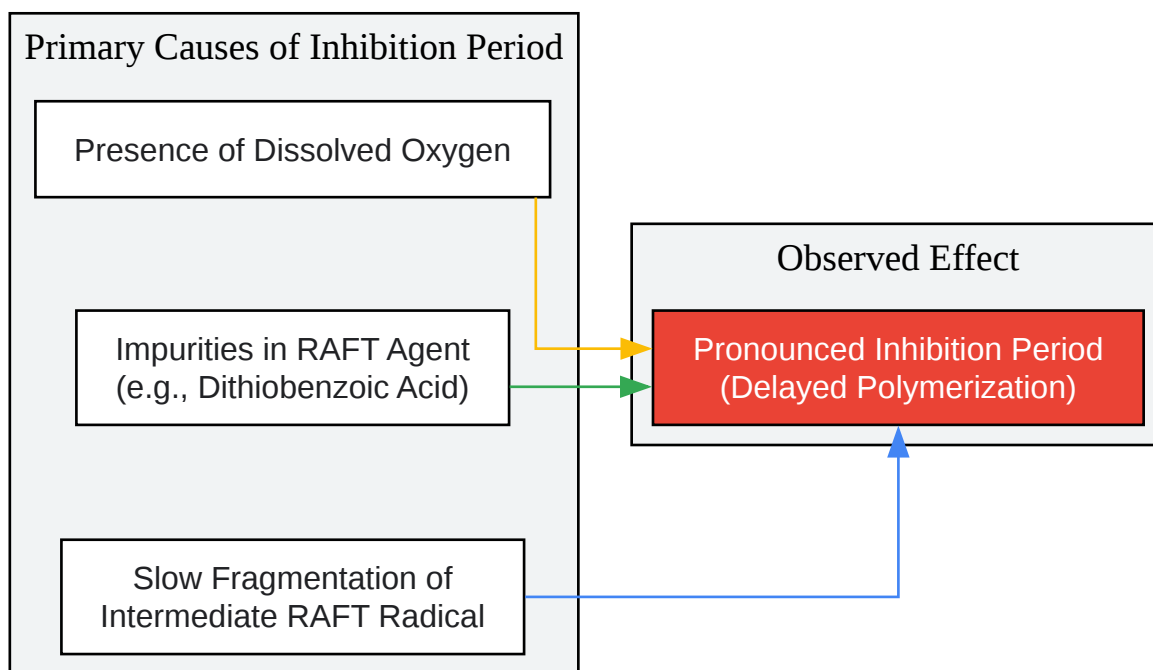 Primary Causes of Inhibition Period
Presence of Dissolved Oxygen
Impurities in RAFT Agent
(e.g., Dithiobenzoic Acid)
Slow Fragmentation of
Intermediate RAFT Radical
Observed Effect
Pronounced Inhibition Period
(Delayed Polymerization)